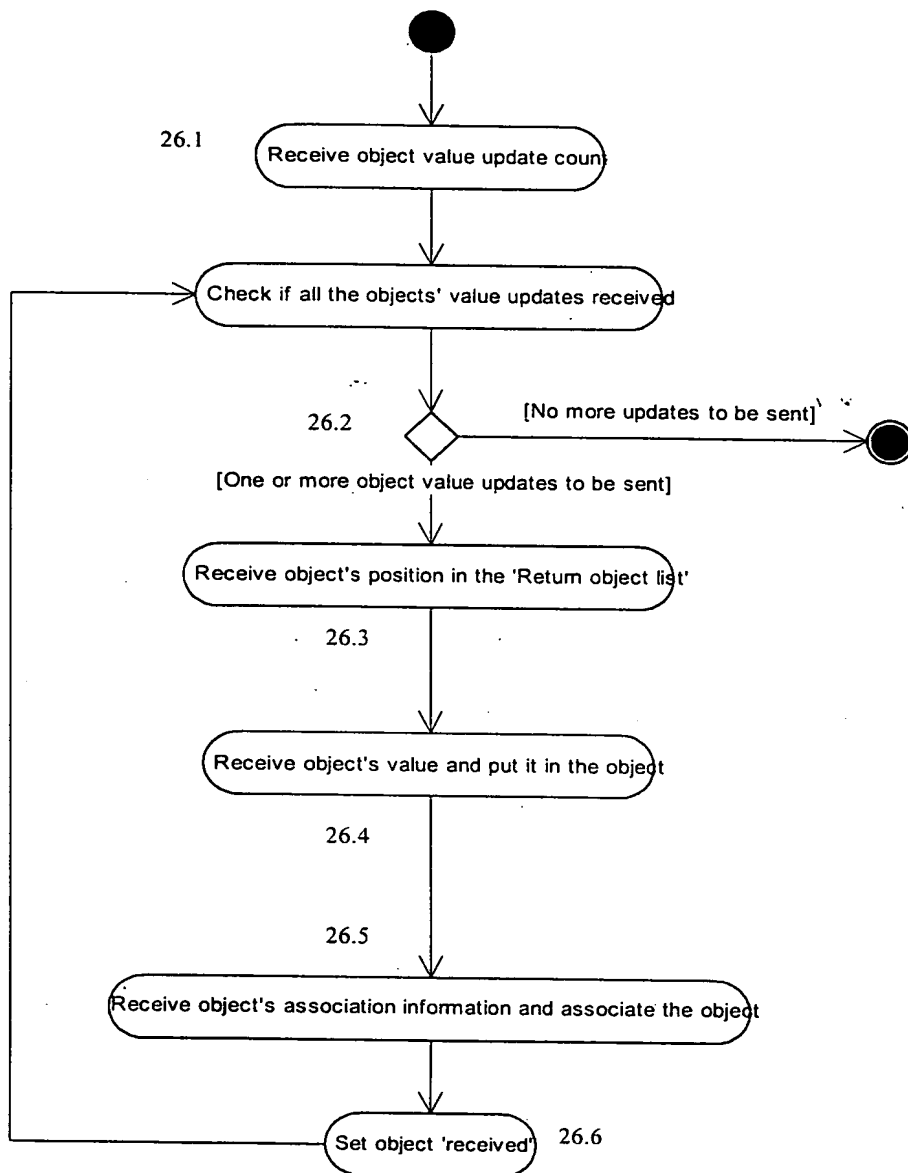 26.1
Receive object value update count
Check if all the objects' value updates received
26.2
[No more updates to be sent]
[One or more object value updates to be sent]
Receive object's position in the 'Return object list'
26.3
Receive object's value and put it in the object
26.4
26.5
Receive object's association information and associate the object
Set object 'received'
26.6